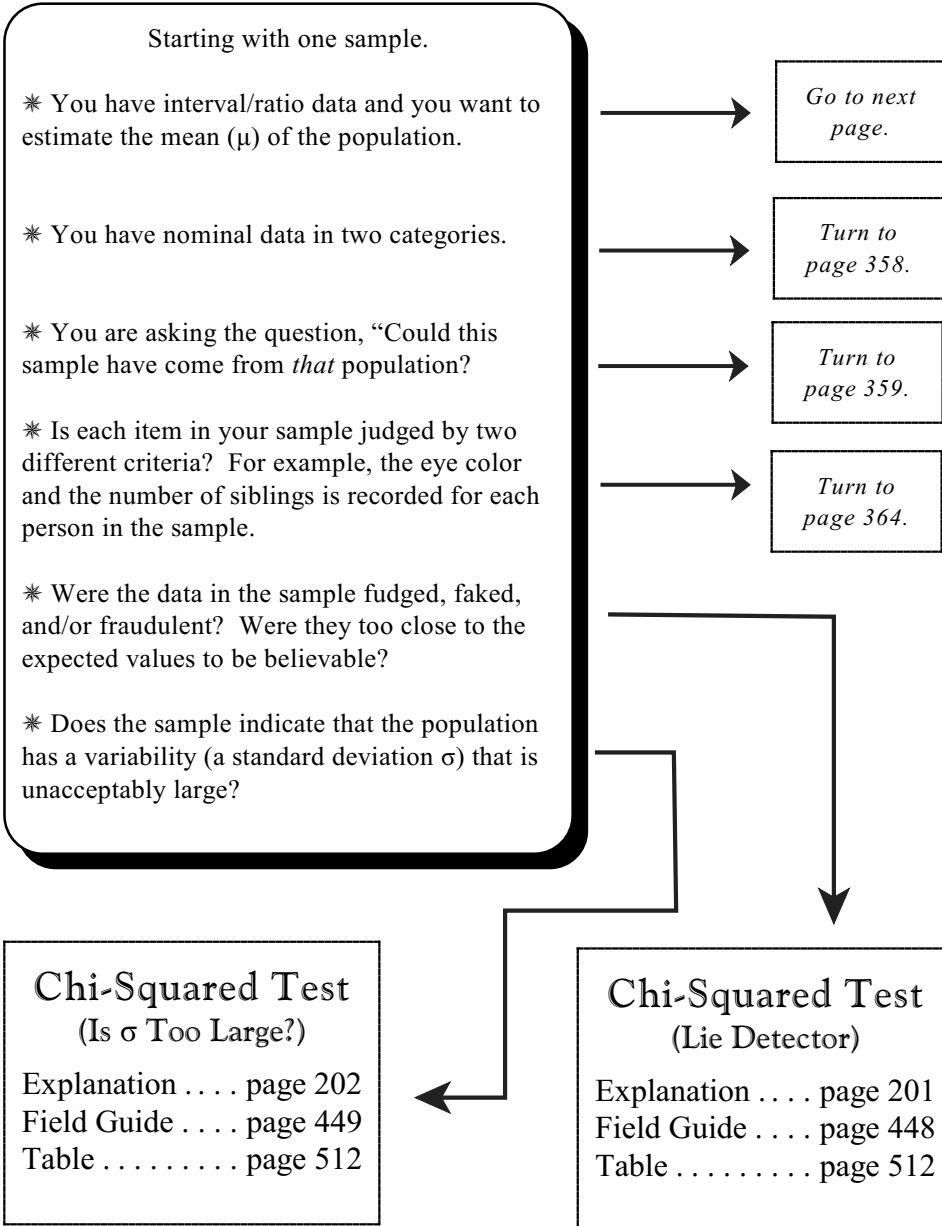 Starting with one sample.
✴ You have interval/ratio data and you want to
estimate the mean (μ) of the population.
Go to next
page.
✴ You have nominal data in two categories.
Turn to
page 358.
✴ You are asking the question, “Could this
sample have come from that population?
Turn to
page 359.
✴ Is each item in your sample judged by two
different criteria?  For example, the eye color
and the number of siblings is recorded for each
person in the sample.
Turn to
page 364.
✴ Were the data in the sample fudged, faked,
and/or fraudulent?  Were they too close to the
expected values to be believable?
✴ Does the sample indicate that the population
has a variability (a standard deviation σ) that is
unacceptably large?
Chi-Squared Test
(Is σ Too Large?)
Explanation . . . . page 202
Field Guide . . . . page 449
Table . . . . . . . . . page 512
Chi-Squared Test
(Lie Detector)
Explanation . . . . page 201
Field Guide . . . . page 448
Table . . . . . . . . . page 512